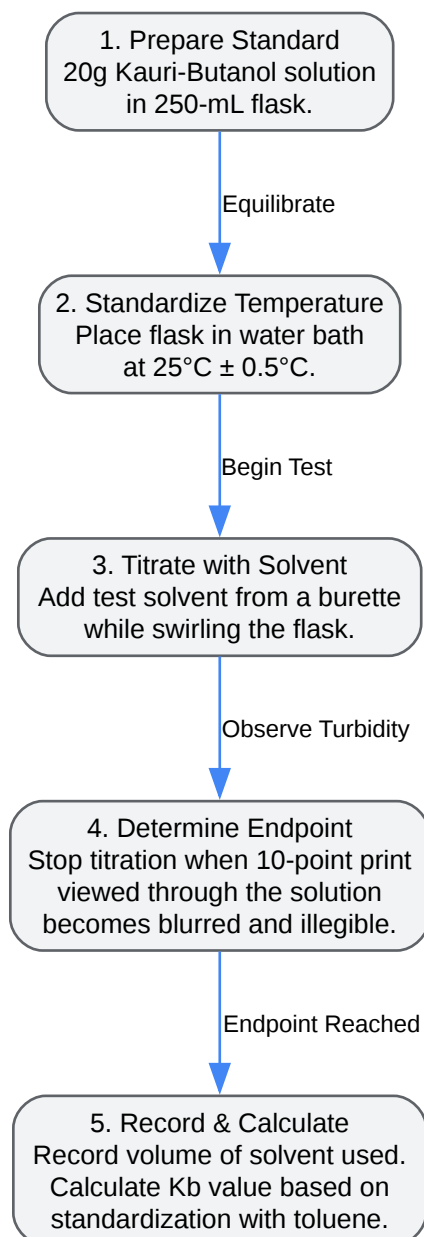 1. Prepare Standard
20g Kauri-Butanol solution
in 250-mL flask.
Equilibrate
2. Standardize Temperature
Place flask in water bath
at 25°C ± 0.5°C.
Begin Test
3. Titrate with Solvent
Add test solvent from a burette
while swirling the flask.
Observe Turbidity
4. Determine Endpoint
Stop titration when 10-point print
viewed through the solution
becomes blurred and illegible.
Endpoint Reached
5. Record & Calculate
Record volume of solvent used.
Calculate Kb value based on
standardization with toluene.